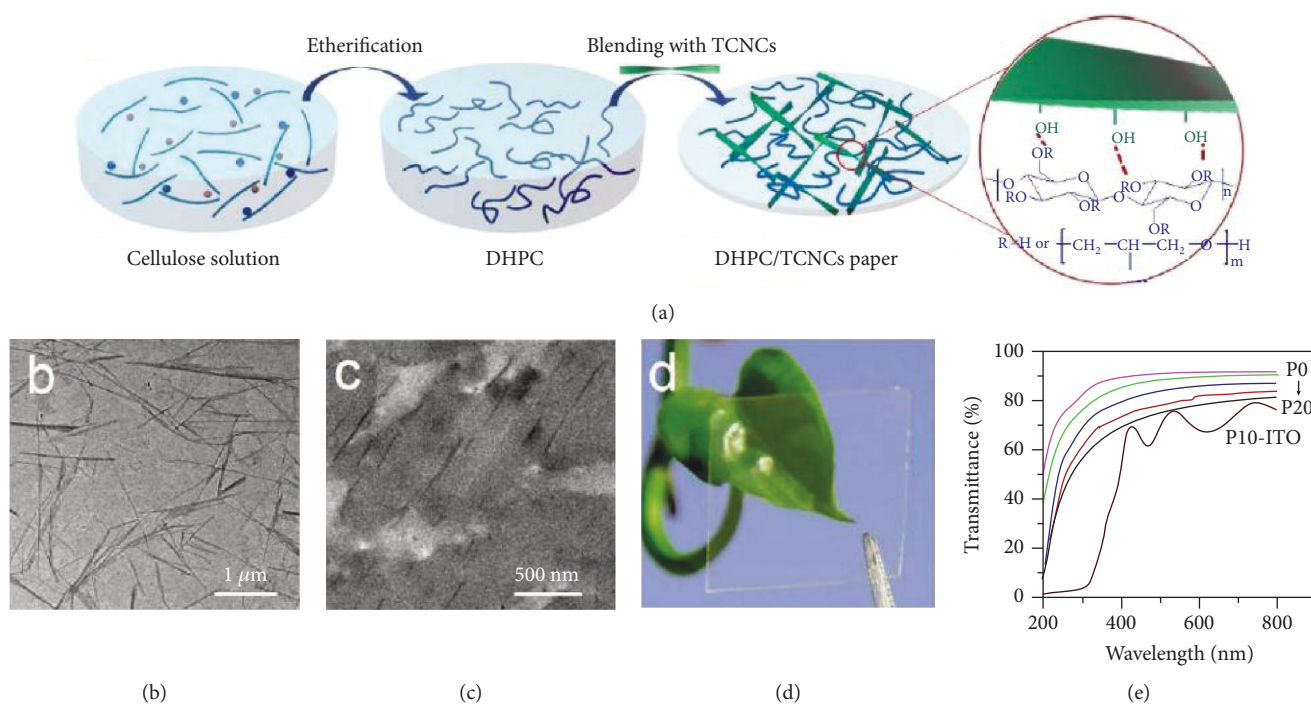 Etherification
Blending with TCNCs
Cellulose solution
DHPC
DHPC/TCNCs paper
OH
OH
OH
OR
OR
RO
RO
O
O
O
O
RO
OR
OR
n
R=H or
CH2
CH
CH2
O
H
m
(a)
b
1 µm
c
500 nm
d
100
80
60
40
20
0
Transmittance (%)
P0
P20
P10-ITO
200
400
600
800
Wavelength (nm)
(b)
(c)
(d)
(e)